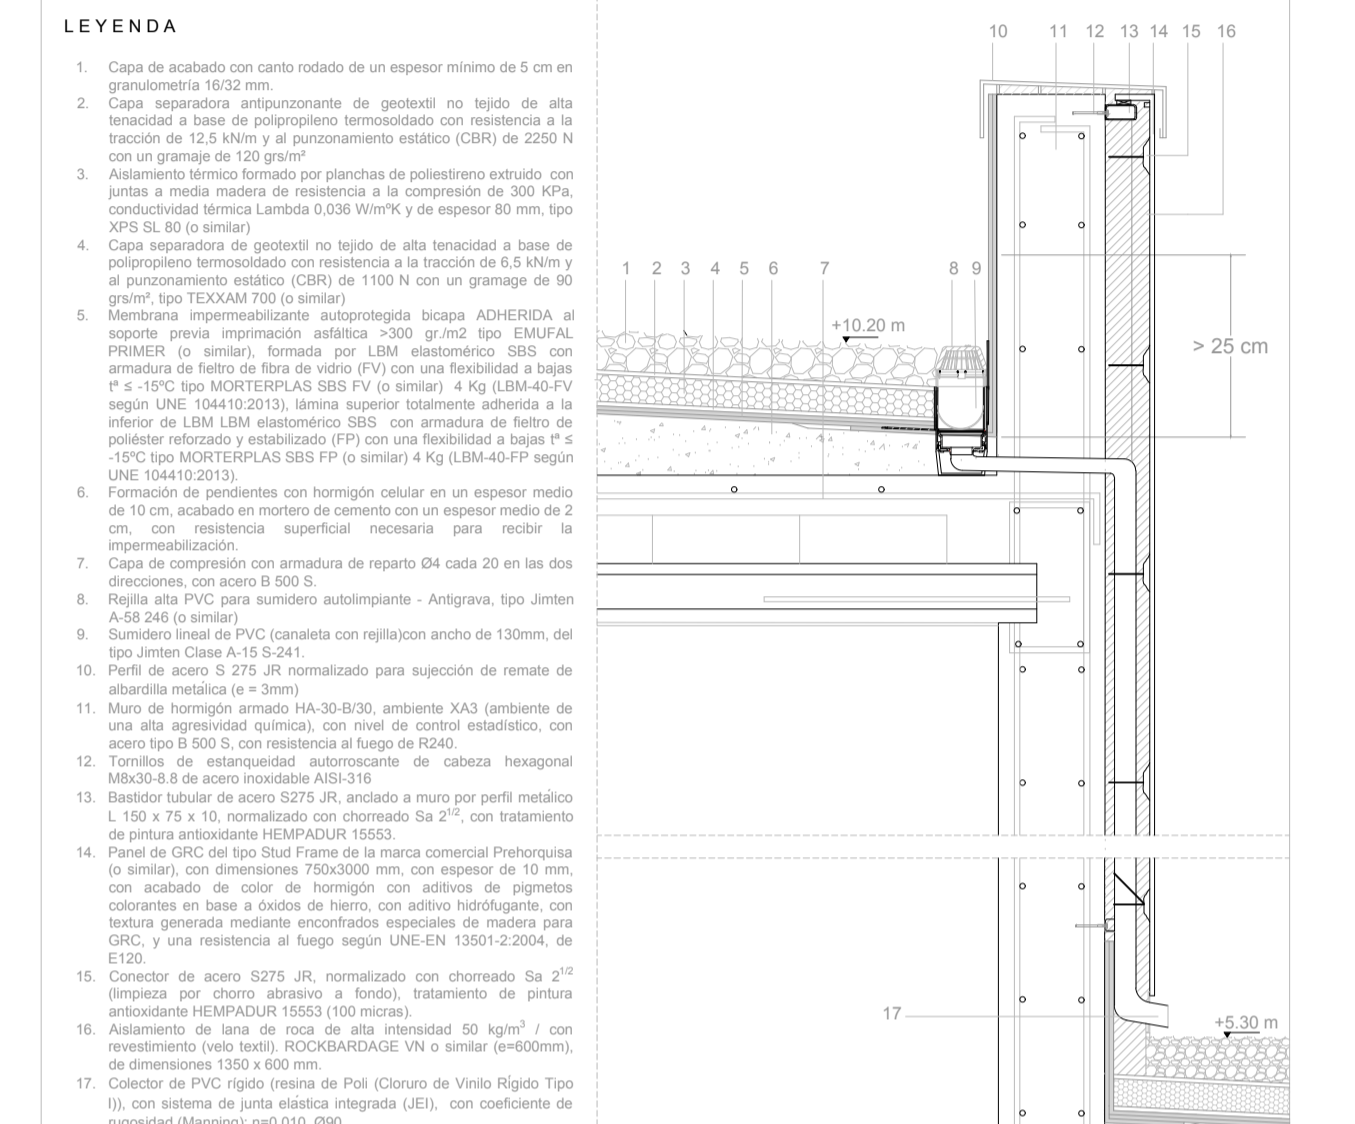 LEYENDA
1. Capa de acabado con canto rodado de un espesor mínimo de 5 cm en
granulometría 16/32 mm.
2. Capa separadora antipunzonante de geotextil no tejido de alta
tenacidad a base de polipropileno termosoldado con resistencia a la
tracción de 12,5 kN/m y al punzonamiento estático (CBR) de 2250 N
con un gramaje de 120 grs/m²
3. Aislamiento térmico formado por planchas de poliestireno extruido con
juntas a media madera de resistencia a la compresión de 300 KPa,
conductividad térmica Lambda 0,036 W/mºK y de espesor 80 mm, tipo
XPS SL 80 (o similar)
4. Capa separadora de geotextil no tejido de alta tenacidad a base de
polipropileno termosoldado con resistencia a la tracción de 6,5 kN/m y
al punzonamiento estático (CBR) de 1100 N con un gramage de 90
grs/m², tipo TEXXAM 700 (o similar)
5. Membrana impermeabilizante autoprotegida bicapa ADHERIDA al
soporte previa imprimación asfáltica >300 gr./m2 tipo EMUFAL
PRIMER (o similar), formada por LBM elastomérico SBS con
armadura de fieltro de fibra de vidrio (FV) con una flexibilidad a bajas
tª ≤ -15ºC tipo MORTERPLAS SBS FV (o similar) 4 Kg (LBM-40-FV
según UNE 104410:2013), lámina superior totalmente adherida a la
inferior de LBM LBM elastomérico SBS con armadura de fieltro de
poliéster reforzado y estabilizado (FP) con una flexibilidad a bajas tª ≤
-15ºC tipo MORTERPLAS SBS FP (o similar) 4 Kg (LBM-40-FP según
UNE 104410:2013).
6. Formación de pendientes con hormigón celular en un espesor medio
de 10 cm, acabado en mortero de cemento con un espesor medio de 2
cm, con resistencia superficial necesaria para recibir la
impermeabilización.
7. Capa de compresión con armadura de reparto Ø4 cada 20 en las dos
direcciones, con acero B 500 S.
8. Rejilla alta PVC para sumidero autolimpiante - Antigrava, tipo Jimten
A-58 246 (o similar)
9. Sumidero lineal de PVC (canaleta con rejilla)con ancho de 130mm, del
tipo Jimten Clase A-15 S-241.
10. Perfil de acero S 275 JR normalizado para sujección de remate de
albardilla metálica (e = 3mm)
11. Muro de hormigón armado HA-30-B/30, ambiente XA3 (ambiente de
una alta agresividad química), con nivel de control estadístico, con
acero tipo B 500 S, con resistencia al fuego de R240.
12. Tornillos de estanqueidad autorroscante de cabeza hexagonal
M8x30-8.8 de acero inoxidable AISI-316
13. Bastidor tubular de acero S275 JR, anclado a muro por perfil metálico
L 150 x 75 x 10, normalizado con chorreado Sa 2¹/², con tratamiento
de pintura antioxidante HEMPADUR 15553.
14. Panel de GRC del tipo Stud Frame de la marca comercial Prehorquisa
(o similar), con dimensiones 750x3000 mm, con espesor de 10 mm,
con acabado de color de hormigón con aditivos de pigmetos
colorantes en base a óxidos de hierro, con aditivo hidrófugante, con
textura generada mediante enconfrados especiales de madera para
GRC, y una resistencia al fuego según UNE-EN 13501-2:2004, de
E120.
15. Conector de acero S275 JR, normalizado con chorreado Sa 2¹/²
(limpieza por chorro abrasivo a fondo), tratamiento de pintura
antioxidante HEMPADUR 15553 (100 micras).
16. Aislamiento de lana de roca de alta intensidad 50 kg/m³ / con
revestimiento (velo textil). ROCKBARDAGE VN o similar (e=600mm),
de dimensiones 1350 x 600 mm.
17. Colector de PVC rígido (resina de Poli (Cloruro de Vinilo Rígido Tipo
I)), con sistema de junta elástica integrada (JEI), con coeficiente de
rugosidad (Manning): n=0,010, Ø90
10 11 12 13 14 15 16
1 2 3 4 5 6 7 8 9
+10.20 m
> 25 cm
17
+5.30 m